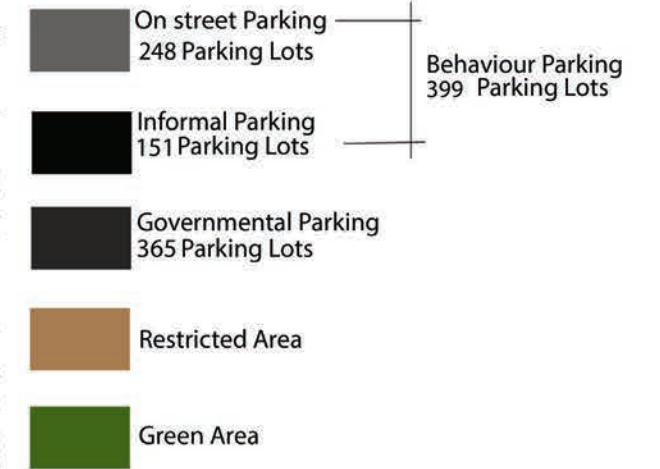 On street Parking
248 Parking Lots
Behaviour Parking
399 Parking Lots
Informal Parking
151 Parking Lots
Governmental Parking
365 Parking Lots
Restricted Area
Green Area